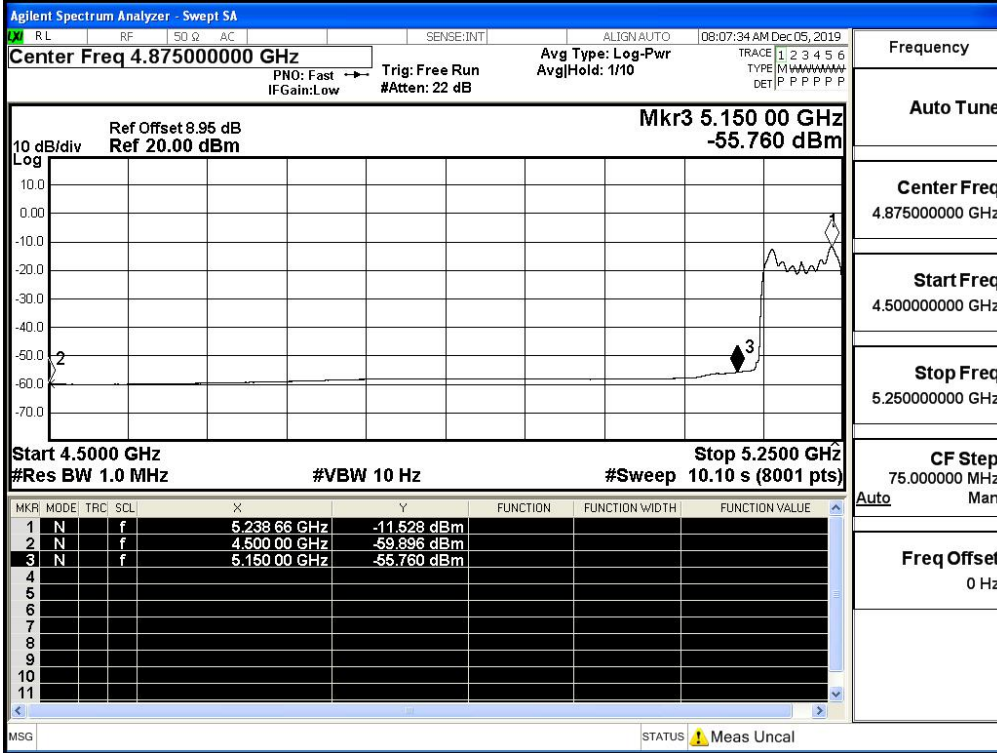 Agilent Spectrum Analyzer - Swept SA
LXI RL RF 50 Ω AC SENSE:INT ALIGN AUTO 08:07:34 AM Dec 05, 2019
Center Freq 4.875000000 GHz
PNO: Fast
IFGain:Low
Trig: Free Run
#Atten: 22 dB
Avg Type: Log-Pwr
Avg|Hold: 1/10
TRACE 1 2 3 4 5 6
TYPE M W W W W W
DET P P P P P P
Mkr3 5.150 00 GHz
-55.760 dBm
Ref Offset 8.95 dB
Ref 20.00 dBm
10 dB/div
Log
10.0
0.00
-10.0
-20.0
-30.0
-40.0
-50.0
-60.0
-70.0
1
2
3
Start 4.5000 GHz Stop 5.2500 GHz
#Res BW 1.0 MHz #VBW 10 Hz #Sweep 10.10 s (8001 pts)
MKR MODE TRC SCL X Y FUNCTION FUNCTION WIDTH FUNCTION VALUE
1 N f 5.238 66 GHz -11.528 dBm
2 N f 4.500 00 GHz -59.896 dBm
3 N f 5.150 00 GHz -55.760 dBm
4
5
6
7
8
9
10
11
MSG STATUS Meas Uncal
Frequency
Auto Tune
Center Freq
4.875000000 GHz
Start Freq
4.500000000 GHz
Stop Freq
5.250000000 GHz
CF Step
75.000000 MHz
Auto Man
Freq Offset
0 Hz